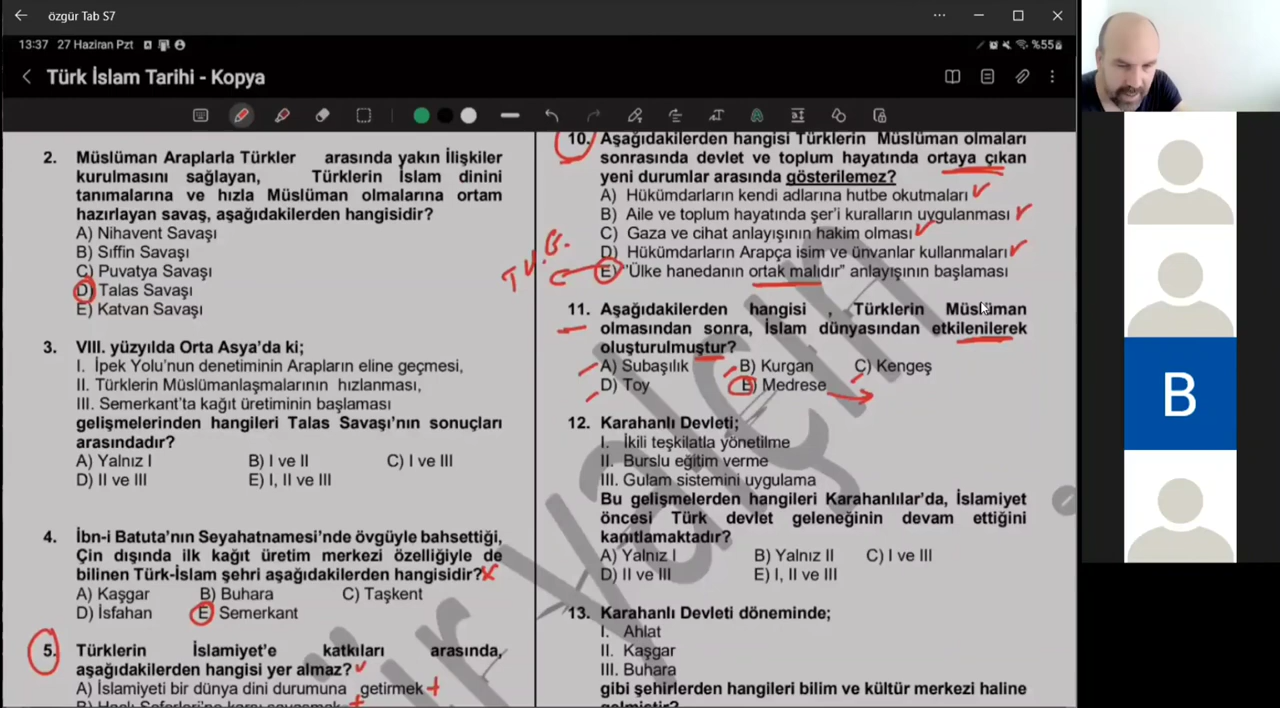 özgür Tab S7
13:37 27 Haziran Pzt
%55
Türk İslam Tarihi - Kopya
2. Müslüman Araplarla Türkler arasında yakın İlişkiler
kurulmasını sağlayan, Türklerin İslam dinini
tanımalarına ve hızla Müslüman olmalarına ortam
hazırlayan savaş, aşağıdakilerden hangisidir?
A) Nihavent Savaşı
B) Sıffin Savaşı
C) Puvatya Savaşı
D) Talas Savaşı
E) Katvan Savaşı
3. VIII. yüzyılda Orta Asya'da ki;
I. İpek Yolu'nun denetiminin Arapların eline geçmesi,
II. Türklerin Müslümanlaşmalarının hızlanması,
III. Semerkant'ta kağıt üretiminin başlaması
gelişmelerinden hangileri Talas Savaşı'nın sonuçları
arasındadır?
A) Yalnız I B) I ve II C) I ve III
D) II ve III E) I, II ve III
4. İbn-i Batuta'nın Seyahatnamesi'nde övgüyle bahsettiği,
Çin dışında ilk kağıt üretim merkezi özelliğiyle de
bilinen Türk-İslam şehri aşağıdakilerden hangisidir?
A) Kaşgar B) Buhara C) Taşkent
D) İsfahan E) Semerkant
5. Türklerin İslamiyet'e katkıları arasında,
aşağıdakilerden hangisi yer almaz?
A) İslamiyeti bir dünya dini durumuna getirmek
B) Haçlı Seferleri'ne karşı savaşmak
10. Aşağıdakilerden hangisi Türklerin Müslüman olmaları
sonrasında devlet ve toplum hayatında ortaya çıkan
yeni durumlar arasında gösterilemez?
A) Hükümdarların kendi adlarına hutbe okutmaları
B) Aile ve toplum hayatında şer'i kuralların uygulanması
C) Gaza ve cihat anlayışının hakim olması
D) Hükümdarların Arapça isim ve ünvanlar kullanmaları
E) "Ülke hanedanın ortak malıdır" anlayışının başlaması
11. Aşağıdakilerden hangisi , Türklerin Müslüman
olmasından sonra, İslam dünyasından etkilenilerek
oluşturulmuştur?
A) Subaşılık B) Kurgan C) Kengeş
D) Toy E) Medrese
12. Karahanlı Devleti;
I. İkili teşkilatla yönetilme
II. Burslu eğitim verme
III. Gulam sistemini uygulama
Bu gelişmelerden hangileri Karahanlılar'da, İslamiyet
öncesi Türk devlet geleneğinin devam ettiğini
kanıtlamaktadır?
A) Yalnız I B) Yalnız II C) I ve III
D) II ve III E) I, II ve III
13. Karahanlı Devleti döneminde;
I. Ahlat
II. Kaşgar
III. Buhara
gibi şehirlerden hangileri bilim ve kültür merkezi haline
gelmiştir?
B